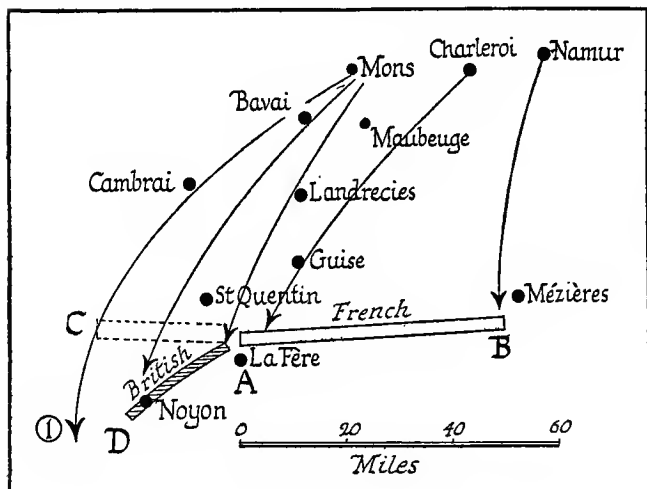 Charleroi
Namur
Mons
Bavai
Maubeuge
Cambrai
Landrecies
Guise
St Quentin
Mézières
French
C
B
British
La Fère
A
Noyon
①
D
0 20 40 60
Miles